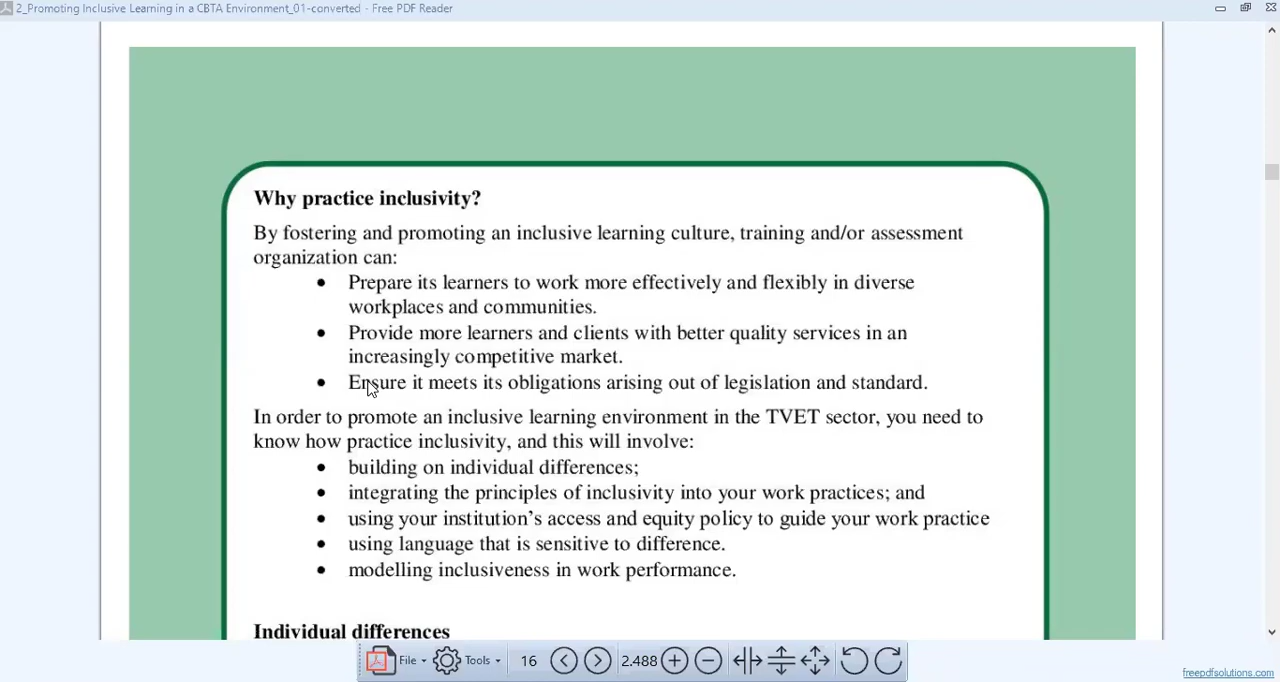 2_Promoting Inclusive Learning in a CBTA Environment_01-converted - Free PDF Reader
Why practice inclusivity?
By fostering and promoting an inclusive learning culture, training and/or assessment
organization can:
• Prepare its learners to work more effectively and flexibly in diverse
workplaces and communities.
• Provide more learners and clients with better quality services in an
increasingly competitive market.
• Ensure it meets its obligations arising out of legislation and standard.
In order to promote an inclusive learning environment in the TVET sector, you need to
know how practice inclusivity, and this will involve:
• building on individual differences;
• integrating the principles of inclusivity into your work practices; and
• using your institution’s access and equity policy to guide your work practice
• using language that is sensitive to difference.
• modelling inclusiveness in work performance.
Individual differences
File Tools 16 2.488
freepdfsolutions.com